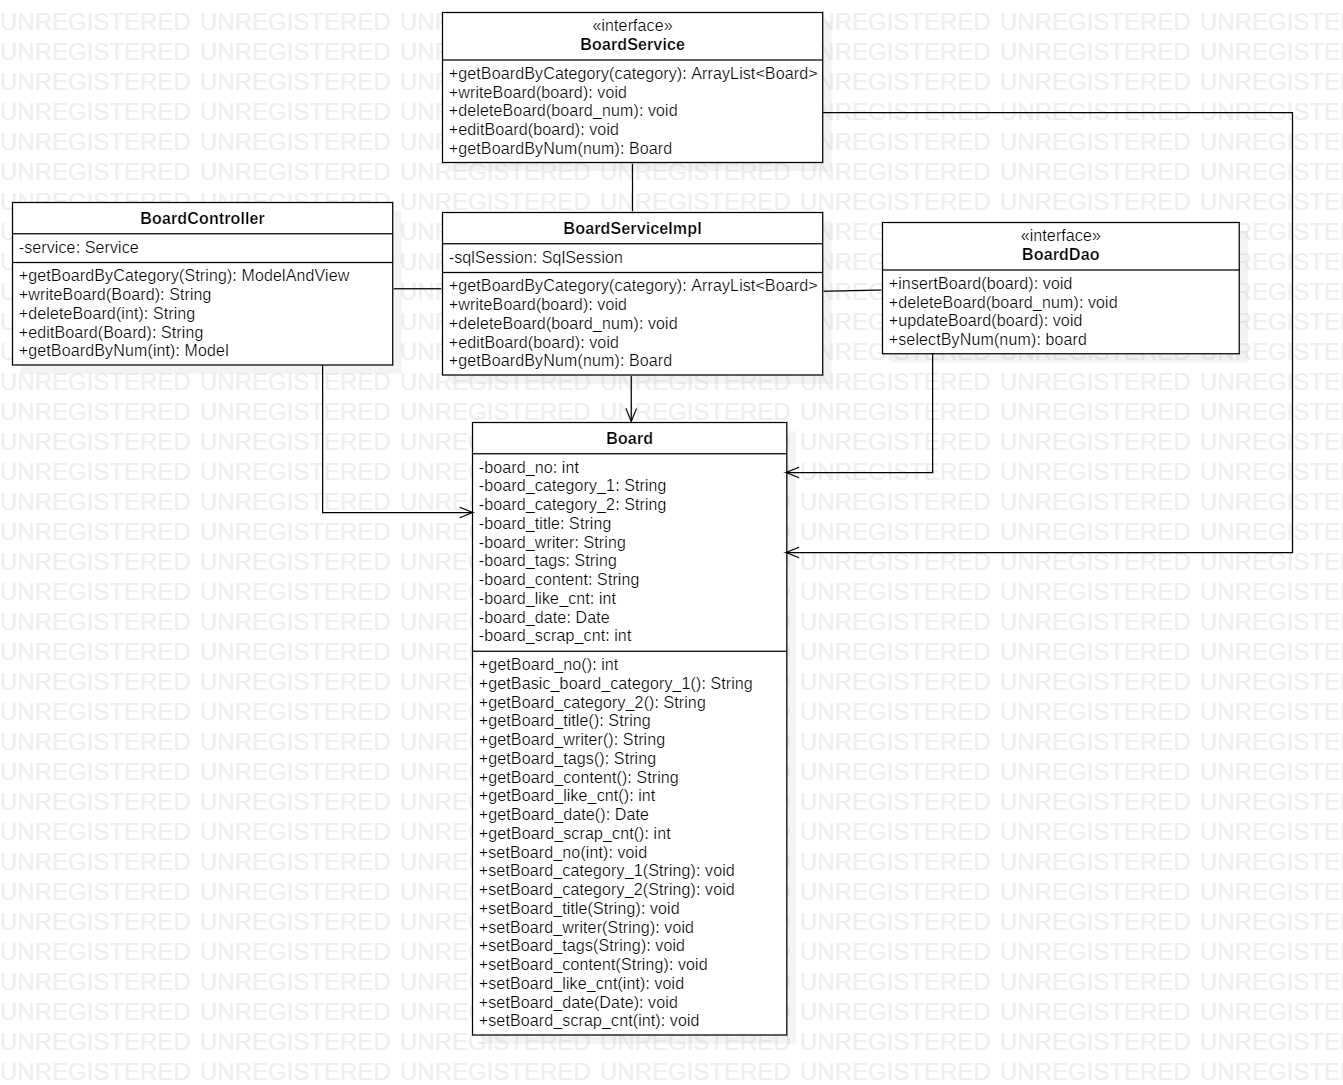 «interface»
BoardService
+getBoardByCategory(category): ArrayList<Board>
+writeBoard(board): void
+deleteBoard(board_num): void
+editBoard(board): void
+getBoardByNum(num): Board
BoardController
-service: Service
+getBoardByCategory(String): ModelAndView
+writeBoard(Board): String
+deleteBoard(int): String
+editBoard(Board): String
+getBoardByNum(int): Model
BoardServiceImpl
-sqlSession: SqlSession
+getBoardByCategory(category): ArrayList<Board>
+writeBoard(board): void
+deleteBoard(board_num): void
+editBoard(board): void
+getBoardByNum(num): Board
«interface»
BoardDao
+insertBoard(board): void
+deleteBoard(board_num): void
+updateBoard(board): void
+selectByNum(num): board
Board
-board_no: int
-board_category_1: String
-board_category_2: String
-board_title: String
-board_writer: String
-board_tags: String
-board_content: String
-board_like_cnt: int
-board_date: Date
-board_scrap_cnt: int
+getBoard_no(): int
+getBasic_board_category_1(): String
+getBoard_category_2(): String
+getBoard_title(): String
+getBoard_writer(): String
+getBoard_tags(): String
+getBoard_content(): String
+getBoard_like_cnt(): int
+getBoard_date(): Date
+getBoard_scrap_cnt(): int
+setBoard_no(int): void
+setBoard_category_1(String): void
+setBoard_category_2(String): void
+setBoard_title(String): void
+setBoard_writer(String): void
+setBoard_tags(String): void
+setBoard_content(String): void
+setBoard_like_cnt(int): void
+setBoard_date(Date): void
+setBoard_scrap_cnt(int): void
UNREGISTERED